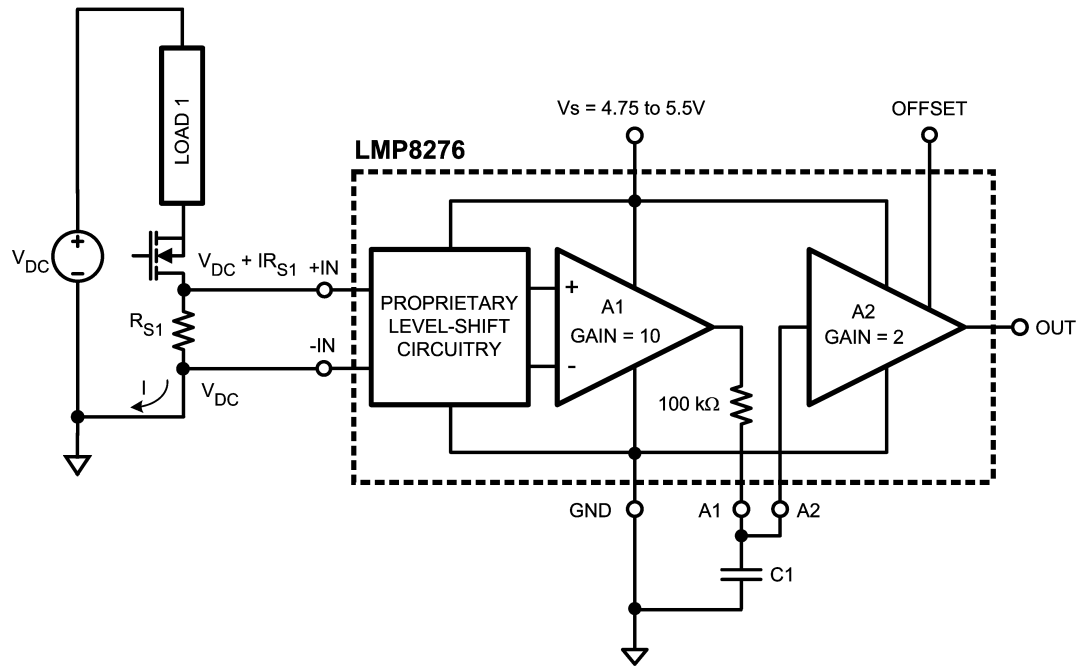 Vs = 4.75 to 5.5V
OFFSET
LMP8276
LOAD 1
+
−
VDC
VDC + IRS1
+IN
RS1
-IN
I
VDC
PROPRIETARY
LEVEL-SHIFT
CIRCUITRY
+
-
A1
GAIN = 10
A2
GAIN = 2
OUT
100 kΩ
GND
A1
A2
C1